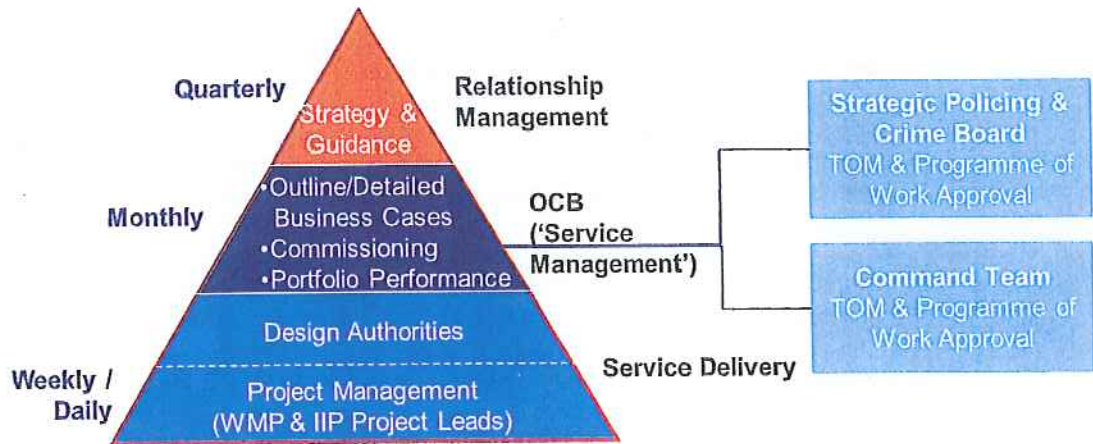 Quarterly
Strategy &
Guidance
Relationship
Management
Monthly
•Outline/Detailed
Business Cases
•Commissioning
•Portfolio Performance
OCB
('Service
Management')
Strategic Policing &
Crime Board
TOM & Programme of
Work Approval
Command Team
TOM & Programme of
Work Approval
Weekly /
Daily
Design Authorities
Project Management
(WMP & IIP Project Leads)
Service Delivery